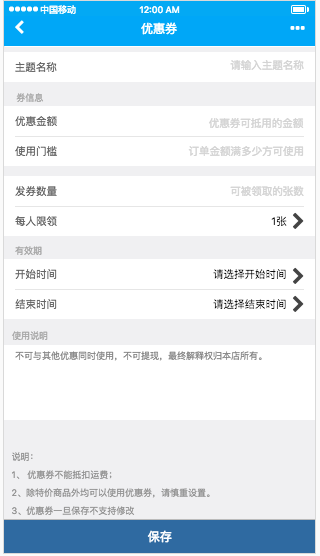 中国移动 12:00 AM
优惠券
主题名称 请输入主题名称
券信息
优惠金额 优惠券可抵用的金额
使用门槛 订单金额满多少方可使用
发券数量 可被领取的张数
每人限领 1张
有效期
开始时间 请选择开始时间
结束时间 请选择结束时间
使用说明
不可与其他优惠同时使用，不可提现，最终解释权归本店所有。
说明：
1、 优惠券不能抵扣运费；
2、除特价商品外均可以使用优惠券，请慎重设置。
3、优惠券一旦保存不支持修改
保存